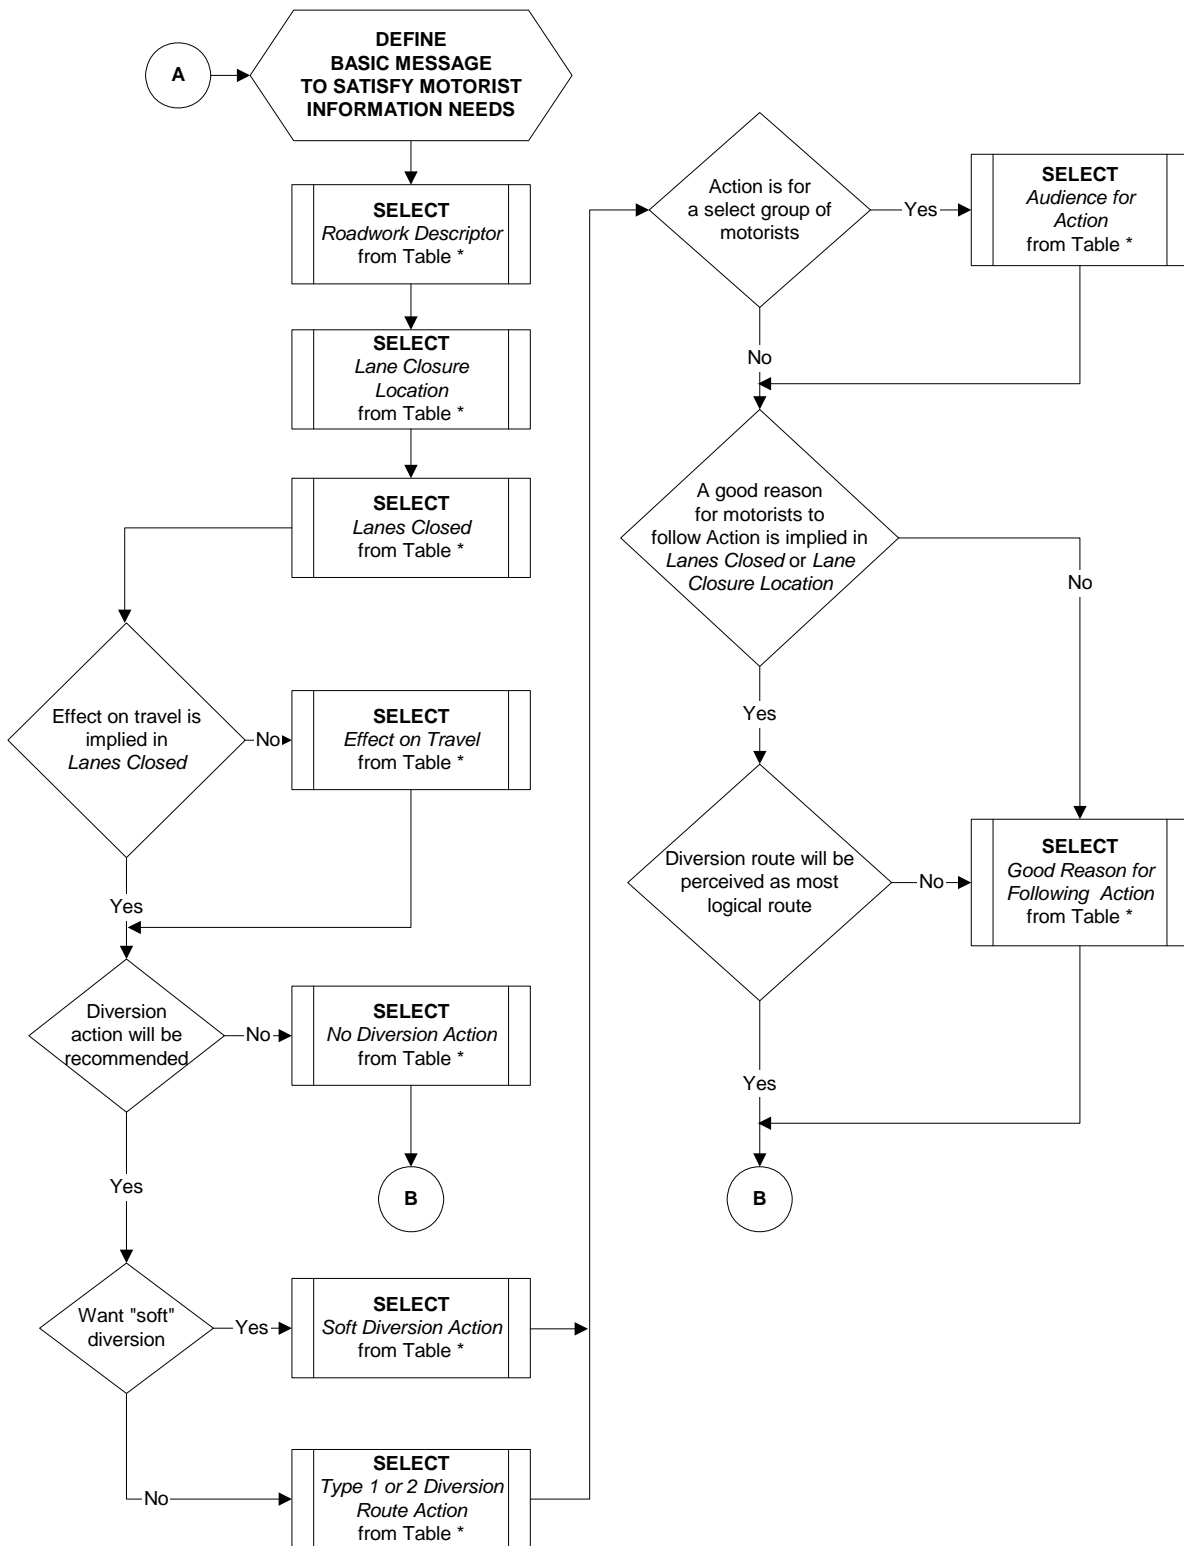 A
DEFINE
BASIC MESSAGE
TO SATISFY MOTORIST
INFORMATION NEEDS
SELECT
Roadwork Descriptor
from Table *
SELECT
Lane Closure
Location
from Table *
SELECT
Lanes Closed
from Table *
Effect on travel is
implied in
Lanes Closed
No
SELECT
Effect on Travel
from Table *
Yes
Diversion
action will be
recommended
No
SELECT
No Diversion Action
from Table *
B
Yes
Want "soft"
diversion
Yes
SELECT
Soft Diversion Action
from Table *
No
SELECT
Type 1 or 2 Diversion
Route Action
from Table *
Action is for
a select group of
motorists
Yes
SELECT
Audience for
Action
from Table *
No
A good reason
for motorists to
follow Action is implied in
Lanes Closed or Lane
Closure Location
No
Yes
Diversion route will be
perceived as most
logical route
No
SELECT
Good Reason for
Following Action
from Table *
Yes
B